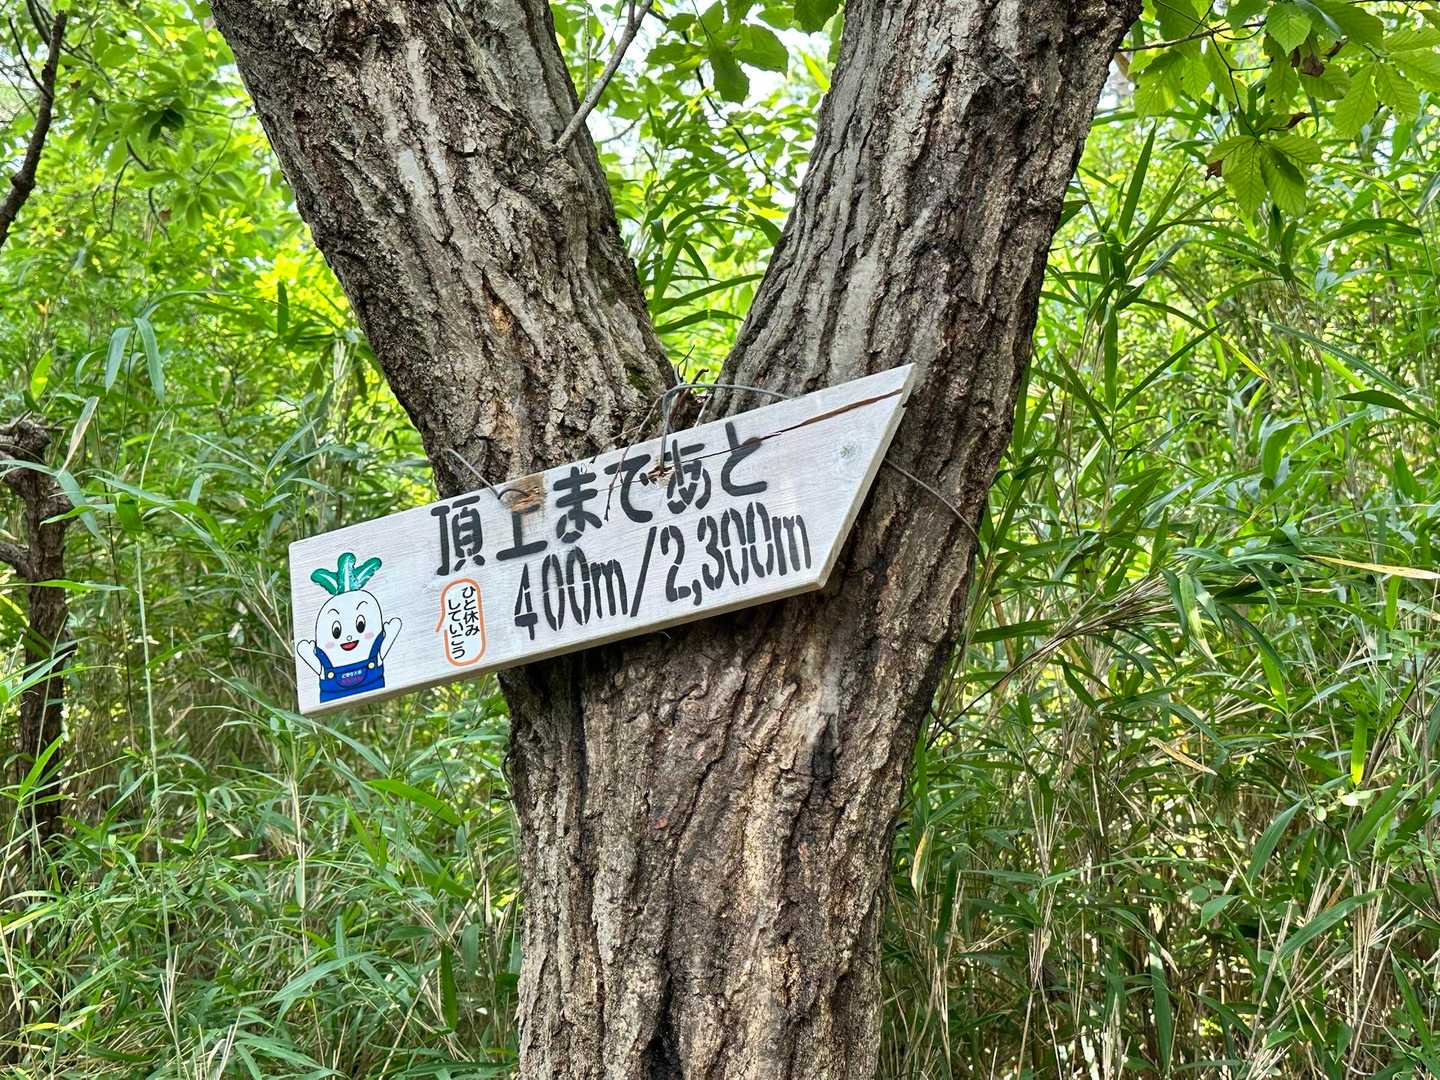 頂上まであと
400m/2,300m
ひと休み
していこう